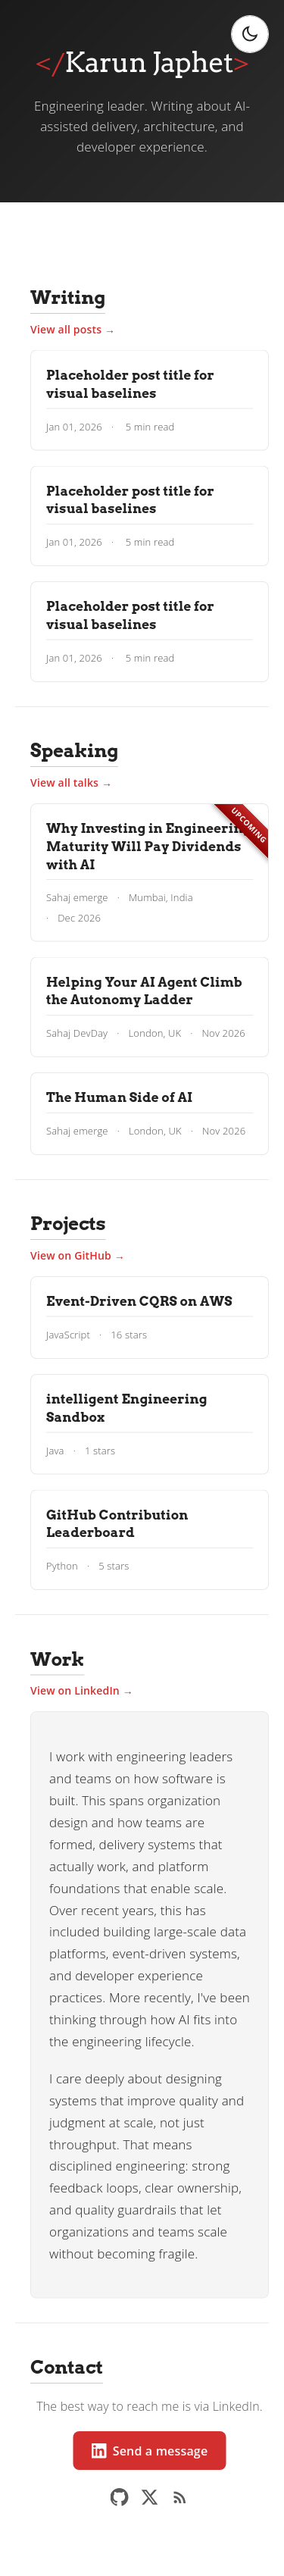 </Karun Japhet>
Engineering leader. Writing about AI-
assisted delivery, architecture, and
developer experience.
Writing
View all posts →
Placeholder post title for
visual baselines
Jan 01, 2026 · 5 min read
Placeholder post title for
visual baselines
Jan 01, 2026 · 5 min read
Placeholder post title for
visual baselines
Jan 01, 2026 · 5 min read
Speaking
View all talks →
UPCOMING
Why Investing in Engineering
Maturity Will Pay Dividends
with AI
Sahaj emerge · Mumbai, India
· Dec 2026
Helping Your AI Agent Climb
the Autonomy Ladder
Sahaj DevDay · London, UK · Nov 2026
The Human Side of AI
Sahaj emerge · London, UK · Nov 2026
Projects
View on GitHub →
Event-Driven CQRS on AWS
JavaScript · 16 stars
intelligent Engineering
Sandbox
Java · 1 stars
GitHub Contribution
Leaderboard
Python · 5 stars
Work
View on LinkedIn →
I work with engineering leaders
and teams on how software is
built. This spans organization
design and how teams are
formed, delivery systems that
actually work, and platform
foundations that enable scale.
Over recent years, this has
included building large-scale data
platforms, event-driven systems,
and developer experience
practices. More recently, I've been
thinking through how AI fits into
the engineering lifecycle.
I care deeply about designing
systems that improve quality and
judgment at scale, not just
throughput. That means
disciplined engineering: strong
feedback loops, clear ownership,
and quality guardrails that let
organizations and teams scale
without becoming fragile.
Contact
The best way to reach me is via LinkedIn.
Send a message